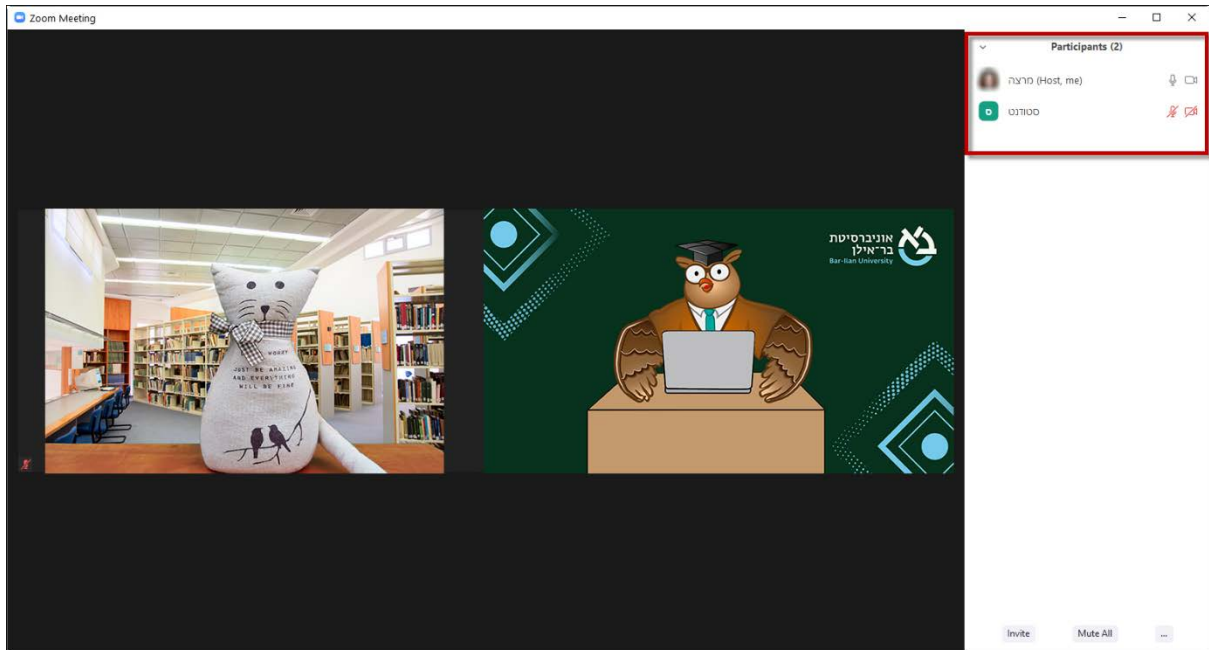 Zoom Meeting
Participants (2)
מרצה (Host, me)
ס
סטודנט
אוניברסיטת
בר־אילן
Bar-Ilan University
WORRY
JUST BE AMAZING
AND EVERYTHING
WILL BE FINE
Invite
Mute All
...